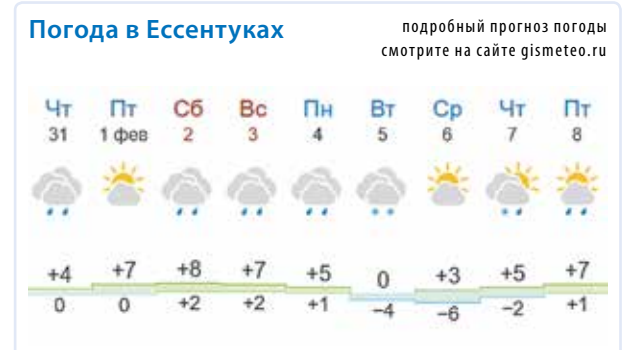 Погода в Ессентуках
подробный прогноз погоды
смотрите на сайте gismeteo.ru
Чт Пт Сб Вс Пн Вт Ср Чт Пт
31 1 фев 2 3 4 5 6 7 8
+4 +7 +8 +7 +5 0 +3 +5 +7
0 0 +2 +2 +1 −4 −6 −2 +1